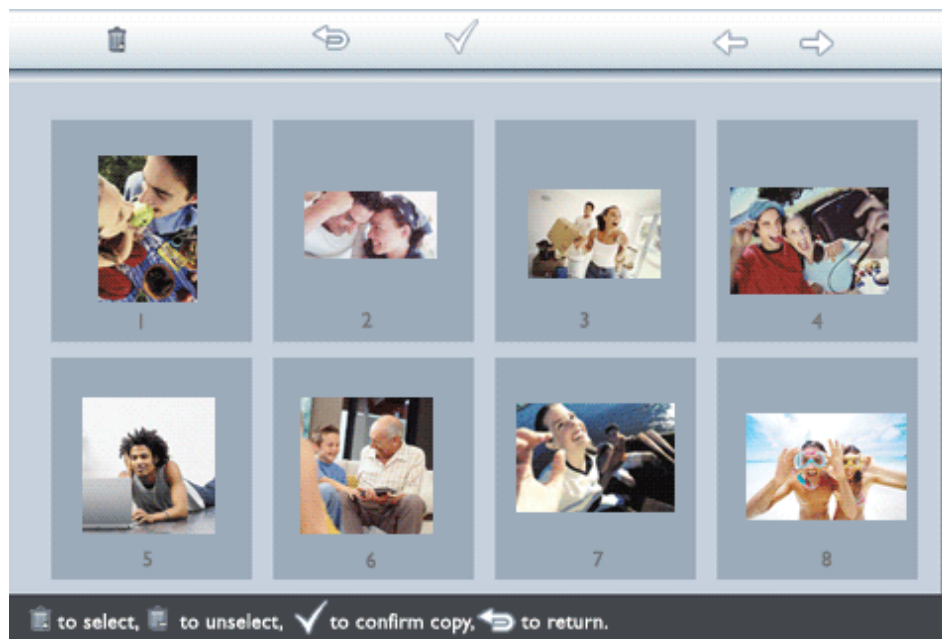 1 2 3 4
5 6 7 8
to select, to unselect, to confirm copy, to return.